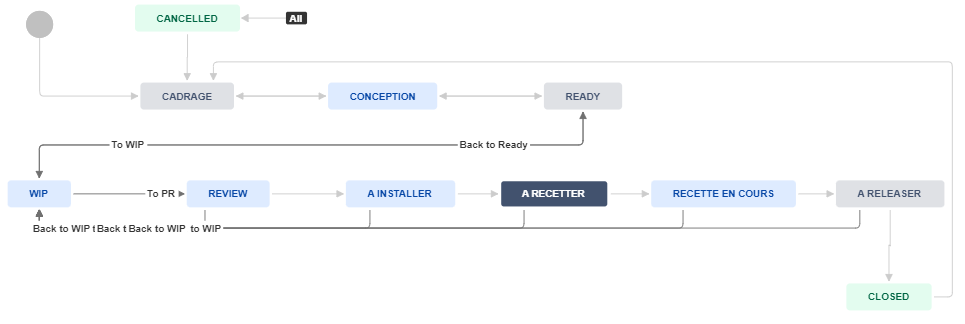 CANCELLED
All
CADRAGE
CONCEPTION
READY
To WIP
Back to Ready
WIP
To PR
REVIEW
A INSTALLER
A RECETTER
RECETTE EN COURS
A RELEASER
Back to WIP t Back t Back to WIP to WIP
CLOSED